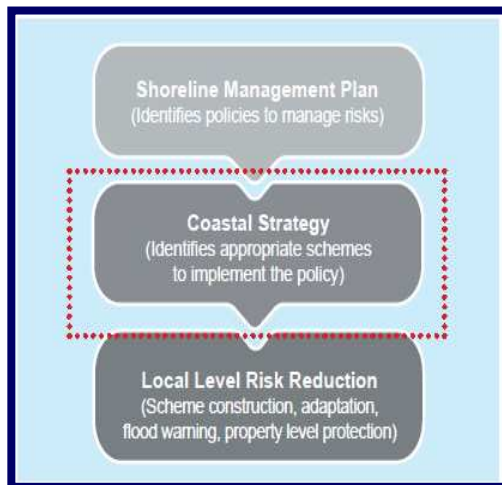 Shoreline Management Plan
(Identifies policies to manage risks)
Coastal Strategy
(Identifies appropriate schemes
to implement the policy)
Local Level Risk Reduction
(Scheme construction, adaptation,
flood warning, property level protection)